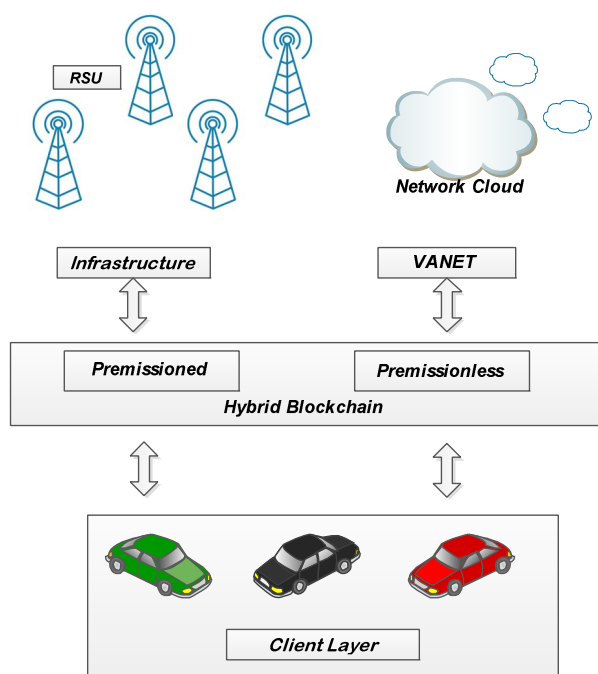 RSU
Network Cloud
Infrastructure
VANET
Premissioned
Premissionless
Hybrid Blockchain
Client Layer